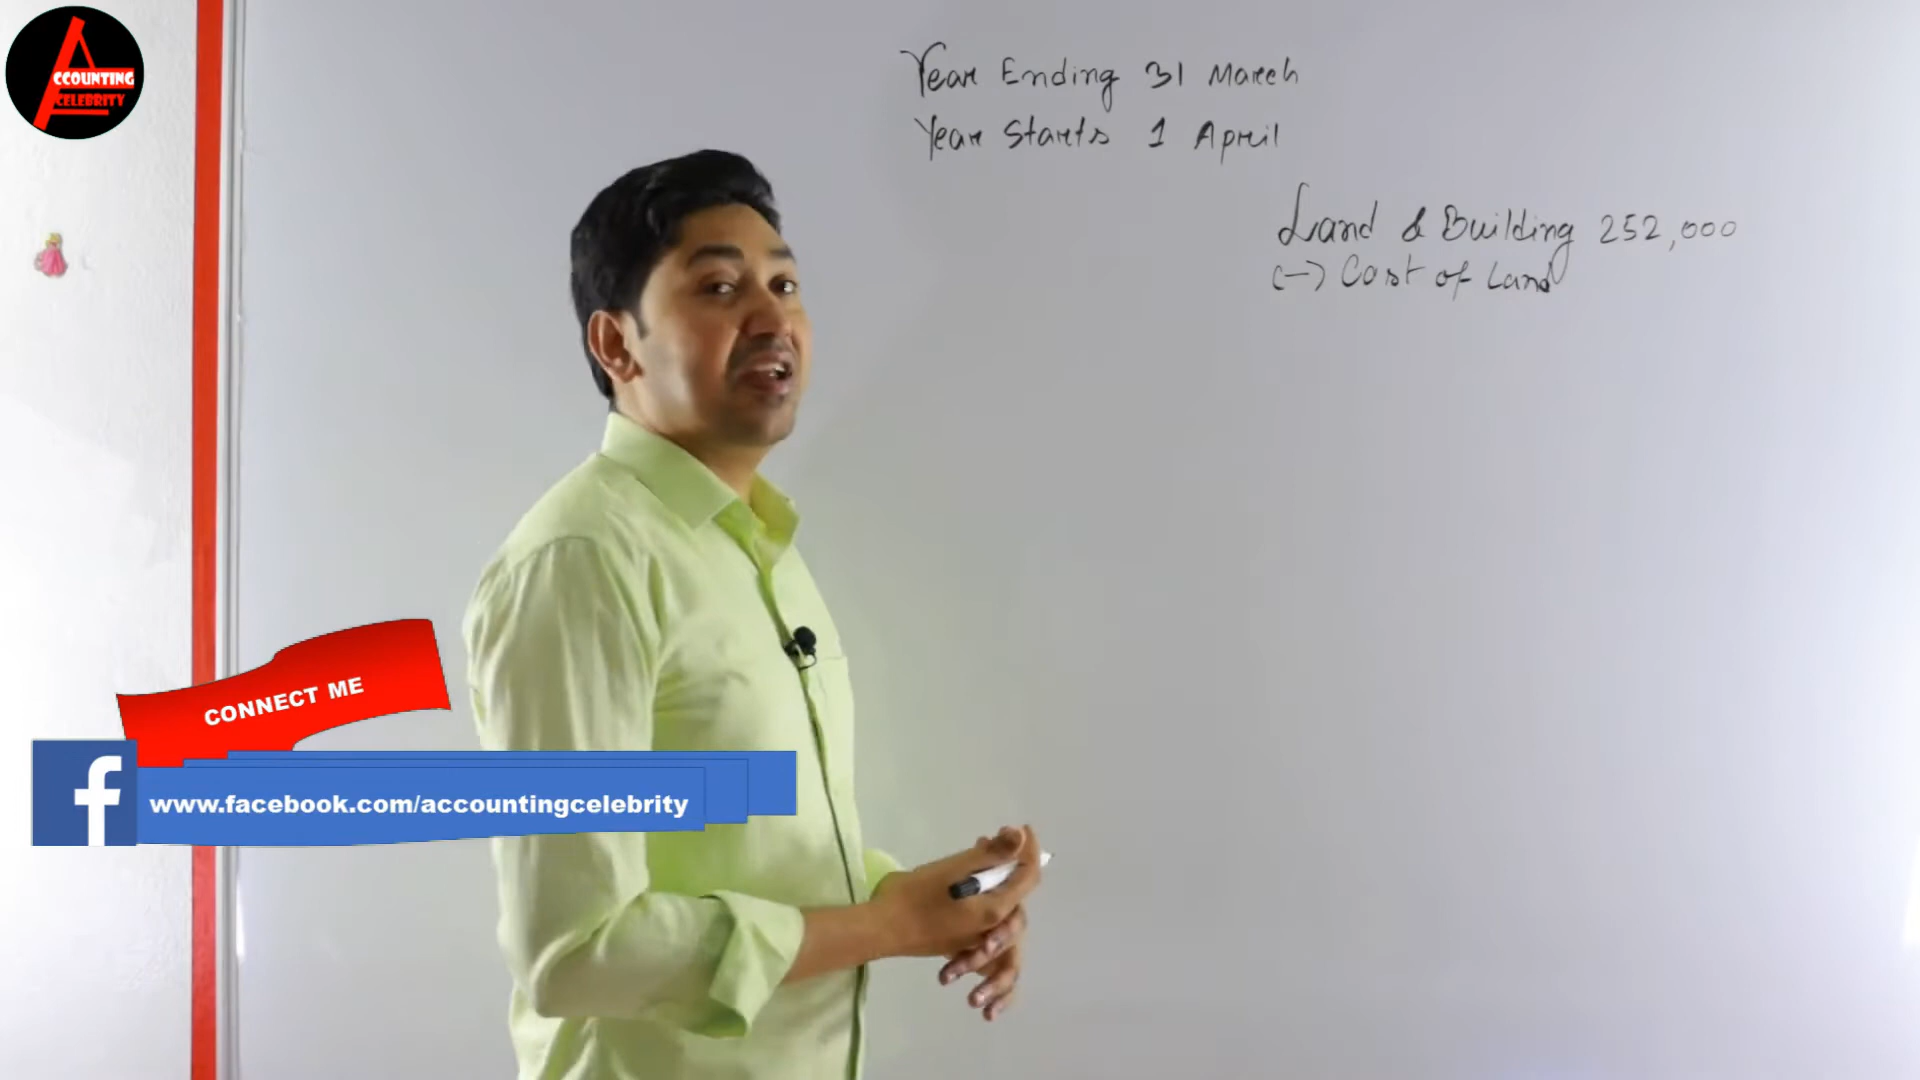 ACCOUNTING
CELEBRITY
Year Ending 31 March
Year Starts 1 April
Land & Building 252,000
(-) Cost of Land
CONNECT ME
f www.facebook.com/accountingcelebrity